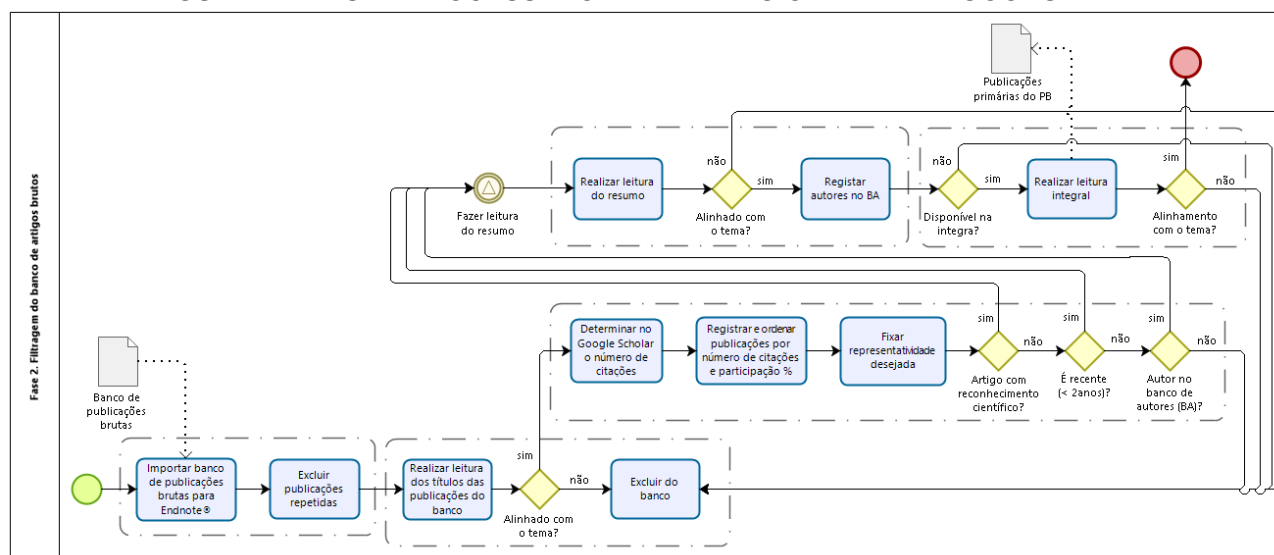 Fase 2. Filtragem do banco de artigos brutos
Publicações
primárias do PB
não
não
sim
não
Realizar leitura
do resumo
sim
Registar
autores no BA
sim
Realizar leitura
integral
não
Fazer leitura
do resumo
Alinhado com
o tema?
Disponível na
integra?
Alinhamento
com o tema?
sim
sim
sim
Determinar no
Google Scholar
o número de
citações
Registrar e ordenar
publicações por
número de citações
e participação %
Fixar
representatividade
desejada
não
não
não
Artigo com
reconhecimento
científico?
É recente
(< 2anos)?
Autor no
banco de
autores (BA)?
Banco de
publicações
brutas
sim
Importar banco
de publicações
brutas para
Endnote®
Excluir
publicações
repetidas
Realizar leitura
dos títulos das
publicações do
banco
não
Excluir do
banco
Alinhado com
o tema?